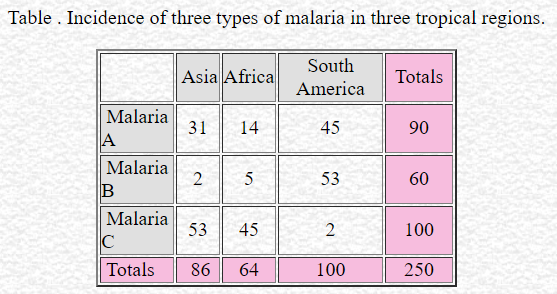 Table . Incidence of three types of malaria in three tropical regions.
Asia Africa South America Totals
Malaria A 31 14 45 90
Malaria B 2 5 53 60
Malaria C 53 45 2 100
Totals 86 64 100 250